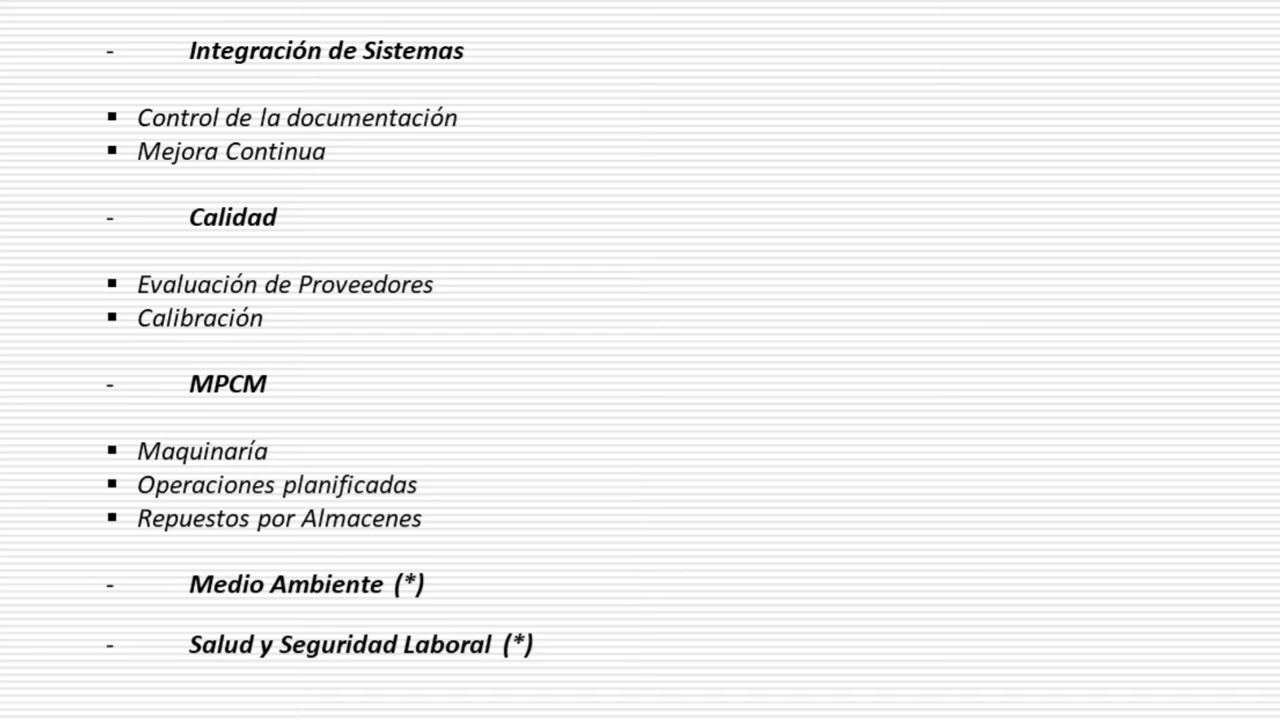 - Integración de Sistemas
▪ Control de la documentación
▪ Mejora Continua
- Calidad
▪ Evaluación de Proveedores
▪ Calibración
- MPCM
▪ Maquinaría
▪ Operaciones planificadas
▪ Repuestos por Almacenes
- Medio Ambiente (*)
- Salud y Seguridad Laboral (*)